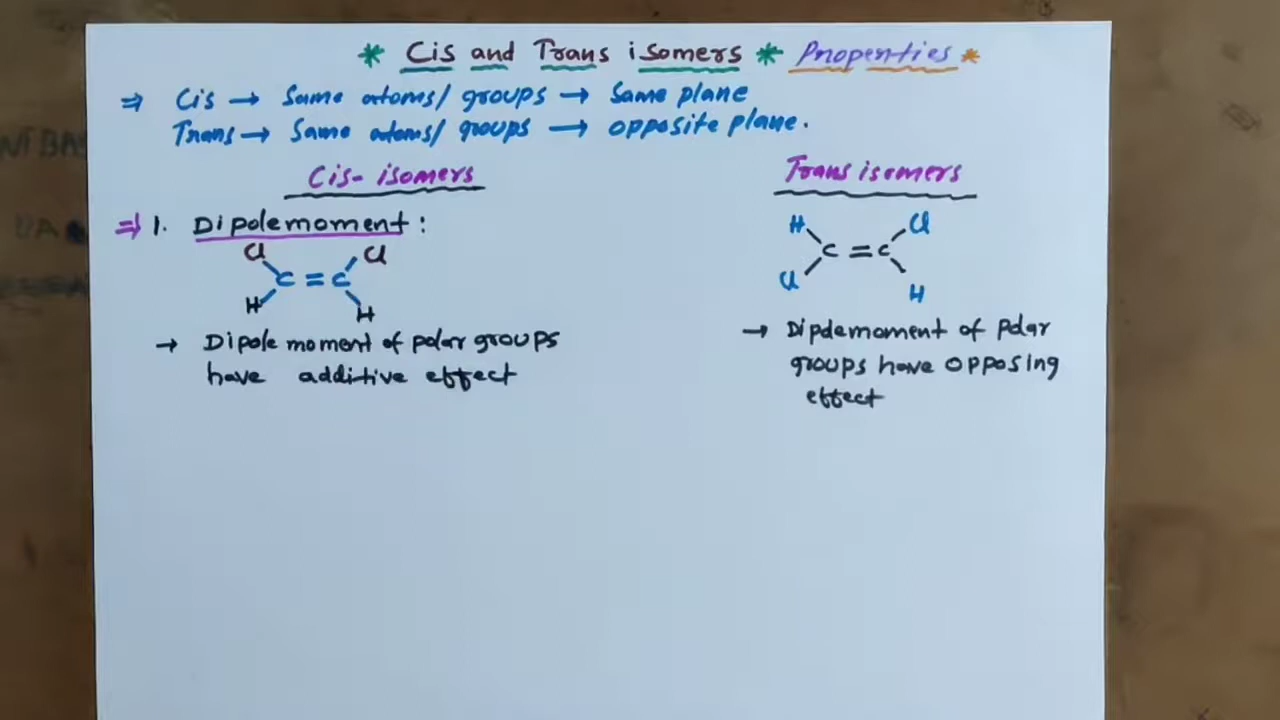 * Cis and Trans isomers * Properties *
⇒ Cis → Same atoms/ groups → Same plane
Trans → Same atoms/ groups → opposite plane.
Cis- isomers
Trans isomers
⇒ 1. Dipolemoment :
Cl Cl
C = C
H H
H Cl
C = C
Cl H
→ Dipole moment of polar groups
have additive effect
→ Dipolemoment of Polar
groups have opposing
effect